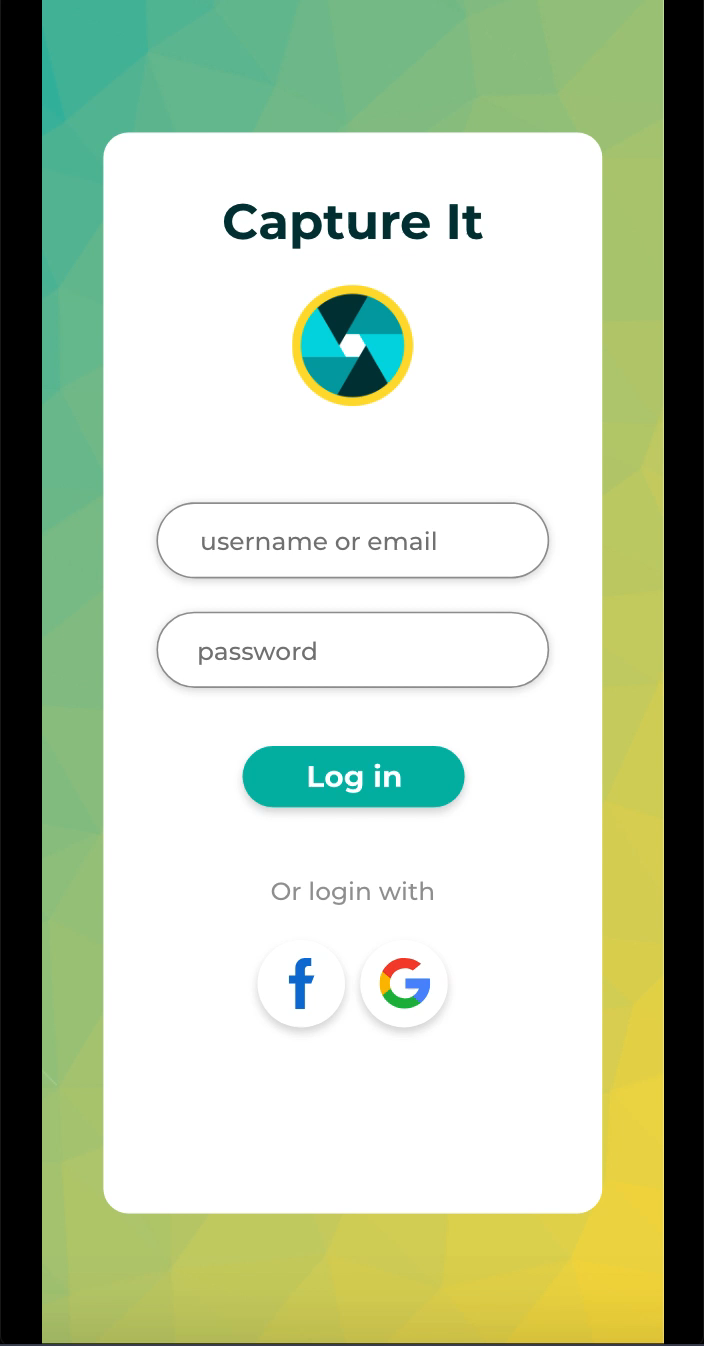 Capture It
username or email
password
Log in
Or login with